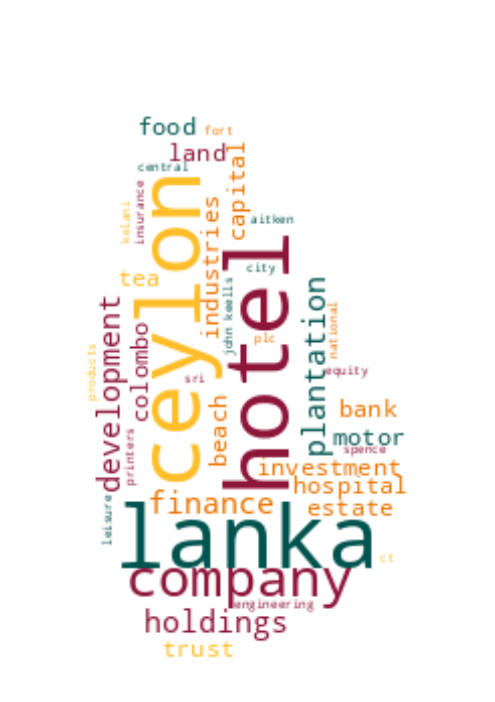 food
fort
land
central
capital
insurance
kelani
ceylon
industries
aitken
hotel
city
tea
john keells
plantation
development
colombo
national
plc
products
sri
equity
beach
bank
printers
motor
spence
investment
hospital
leisure
finance
estate
lanka
ct
company
engineering
holdings
trust